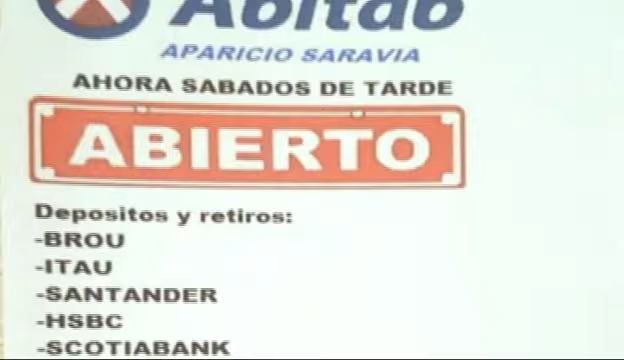 Abitab
APARICIO SARAVIA
AHORA SABADOS DE TARDE
ABIERTO
Depositos y retiros:
-BROU
-ITAU
-SANTANDER
-HSBC
-SCOTIABANK